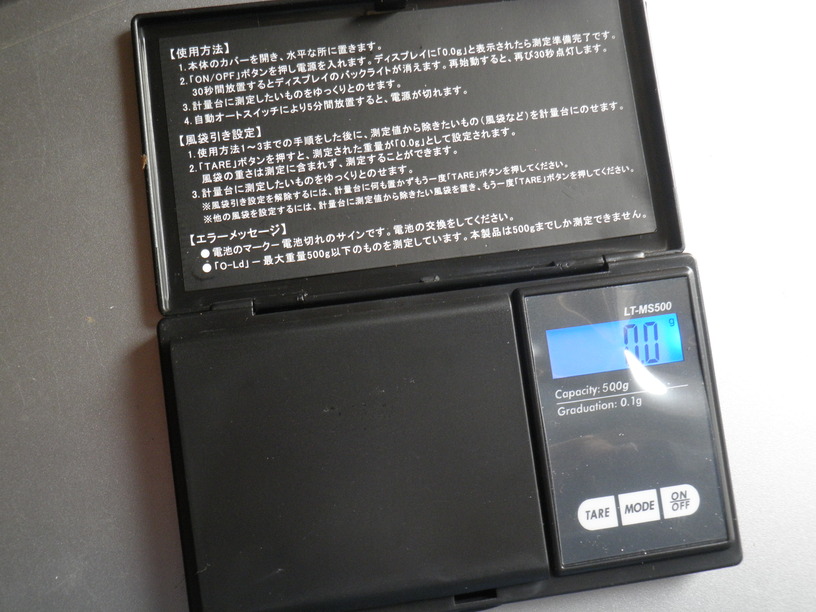 【使用方法】
1.本体のカバーを開き、水平な所に置きます。
2.「ON/OPF」ボタンを押し電源を入れます。ディスプレイに「0.0g」と表示されたら測定準備完了です。
30秒間放置するとディスプレイのバックライトが消えます。再始動すると、再び30秒点灯します。
3.計量台に測定したいものをゆっくりとのせます。
4.自動オートスイッチにより5分間放置すると、電源が切れます。
【風袋引き設定】
1.使用方法1〜3までの手順をした後に、測定値から除きたいもの(風袋など)を計量台にのせます。
2.「TARE」ボタンを押すと、測定された重量が「0.0g」として設定されます。
風袋の重さは測定に含まれず、測定することができます。
3.計量台に測定したいものをゆっくりとのせます。
※風袋引き設定を解除するには、計量台に何も置かずもう一度「TARE」ボタンを押してください。
※他の風袋を設定するには、計量台に測定値から除きたい風袋を置き、もう一度「TARE」ボタンを押してください。
【エラーメッセージ】
●電池のマークー電池切れのサインです。電池の交換をしてください。
●「O-Ld」ー最大重量500g以下のものを測定しています。本製品は500gまでしか測定できません。
LT-MS500
0.0 g
Capacity: 500g
Graduation: 0.1g
TARE MODE ON/OFF